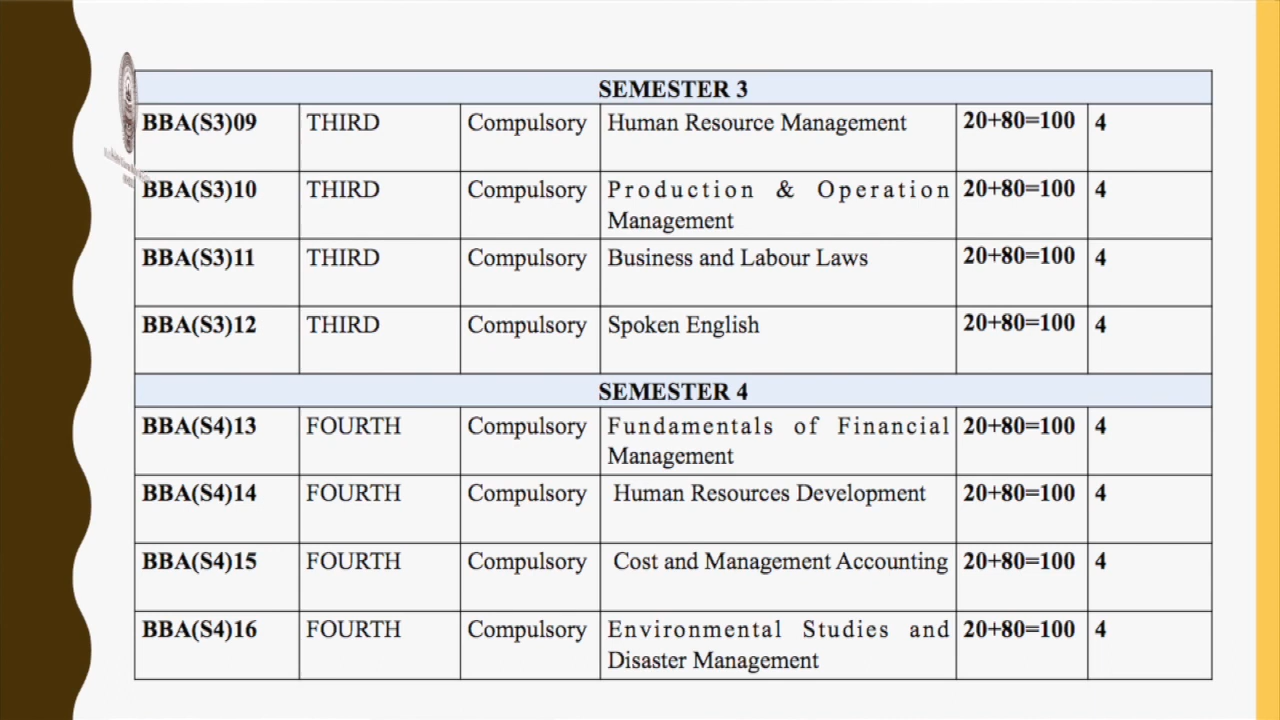 SEMESTER 3
BBA(S3)09 THIRD Compulsory Human Resource Management 20+80=100 4
BBA(S3)10 THIRD Compulsory Production & Operation 20+80=100 4
Management
BBA(S3)11 THIRD Compulsory Business and Labour Laws 20+80=100 4
BBA(S3)12 THIRD Compulsory Spoken English 20+80=100 4
SEMESTER 4
BBA(S4)13 FOURTH Compulsory Fundamentals of Financial 20+80=100 4
Management
BBA(S4)14 FOURTH Compulsory Human Resources Development 20+80=100 4
BBA(S4)15 FOURTH Compulsory Cost and Management Accounting 20+80=100 4
BBA(S4)16 FOURTH Compulsory Environmental Studies and 20+80=100 4
Disaster Management